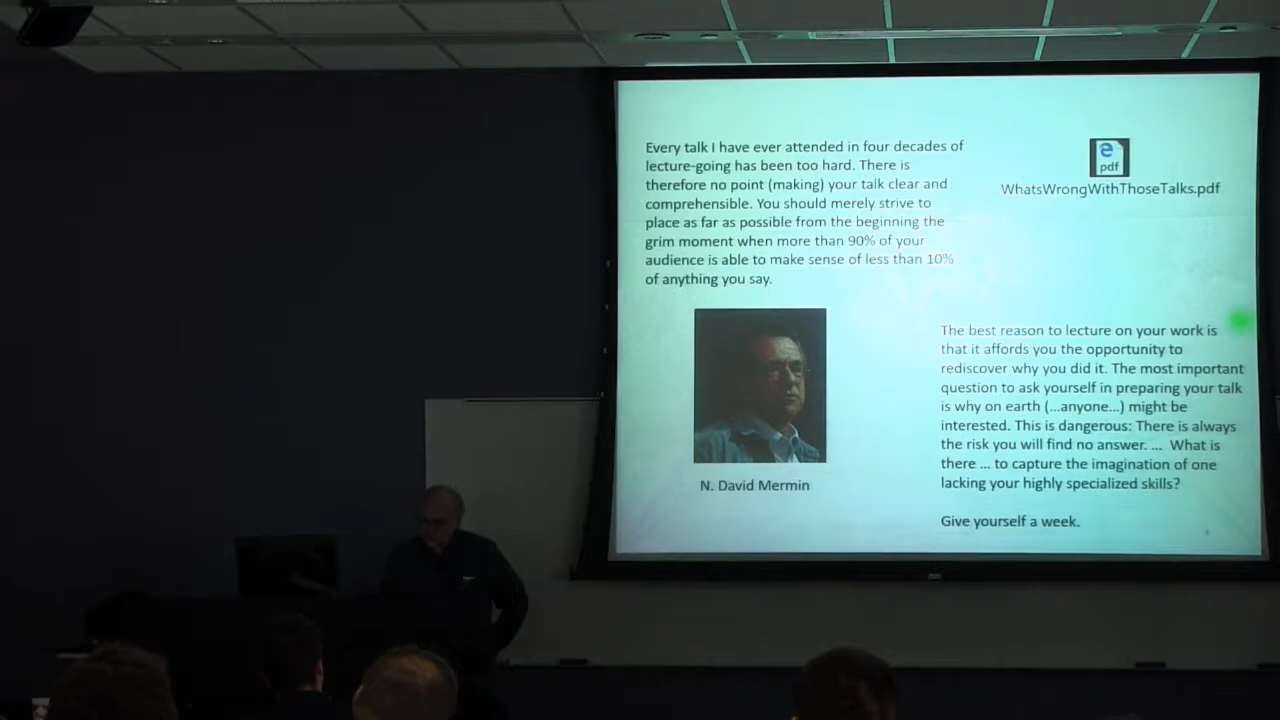 Every talk I have ever attended in four decades of
lecture-going has been too hard. There is
therefore no point (making) your talk clear and
comprehensible. You should merely strive to
place as far as possible from the beginning the
grim moment when more than 90% of your
audience is able to make sense of less than 10%
of anything you say.
e
pdf
WhatsWrongWithThoseTalks.pdf
N. David Mermin
The best reason to lecture on your work is
that it affords you the opportunity to
rediscover why you did it. The most important
question to ask yourself in preparing your talk
is why on earth (...anyone...) might be
interested. This is dangerous: There is always
the risk you will find no answer. ... What is
there ... to capture the imagination of one
lacking your highly specialized skills?
Give yourself a week.